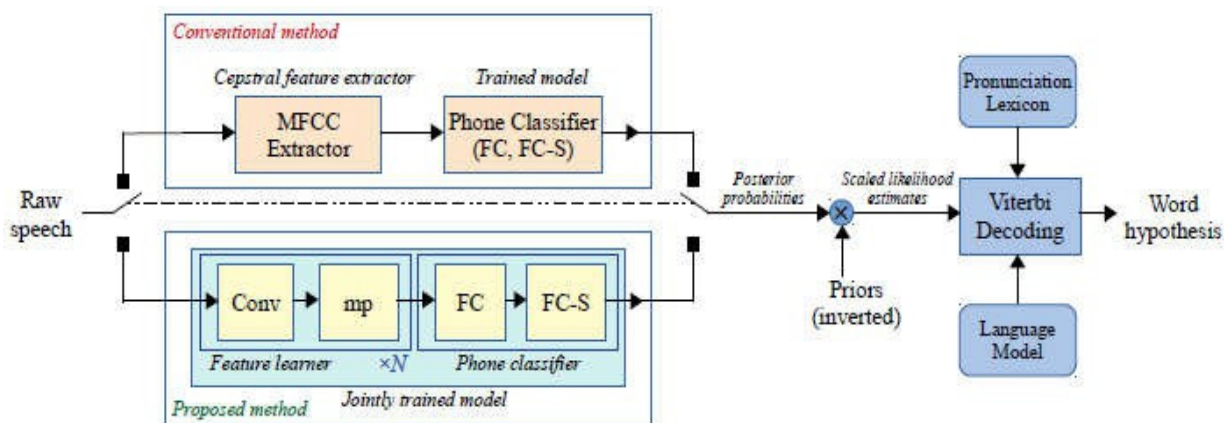 Conventional method
Cepstral feature extractor
Trained model
MFCC
Extractor
Phone Classifier
(FC, FC-S)
Raw
speech
Posterior
probabilities
Scaled likelihood
estimates
×
Priors
(inverted)
Pronunciation
Lexicon
Viterbi
Decoding
Word
hypothesis
Language
Model
Conv
mp
FC
FC-S
Feature learner
×N
Phone classifier
Jointly trained model
Proposed method